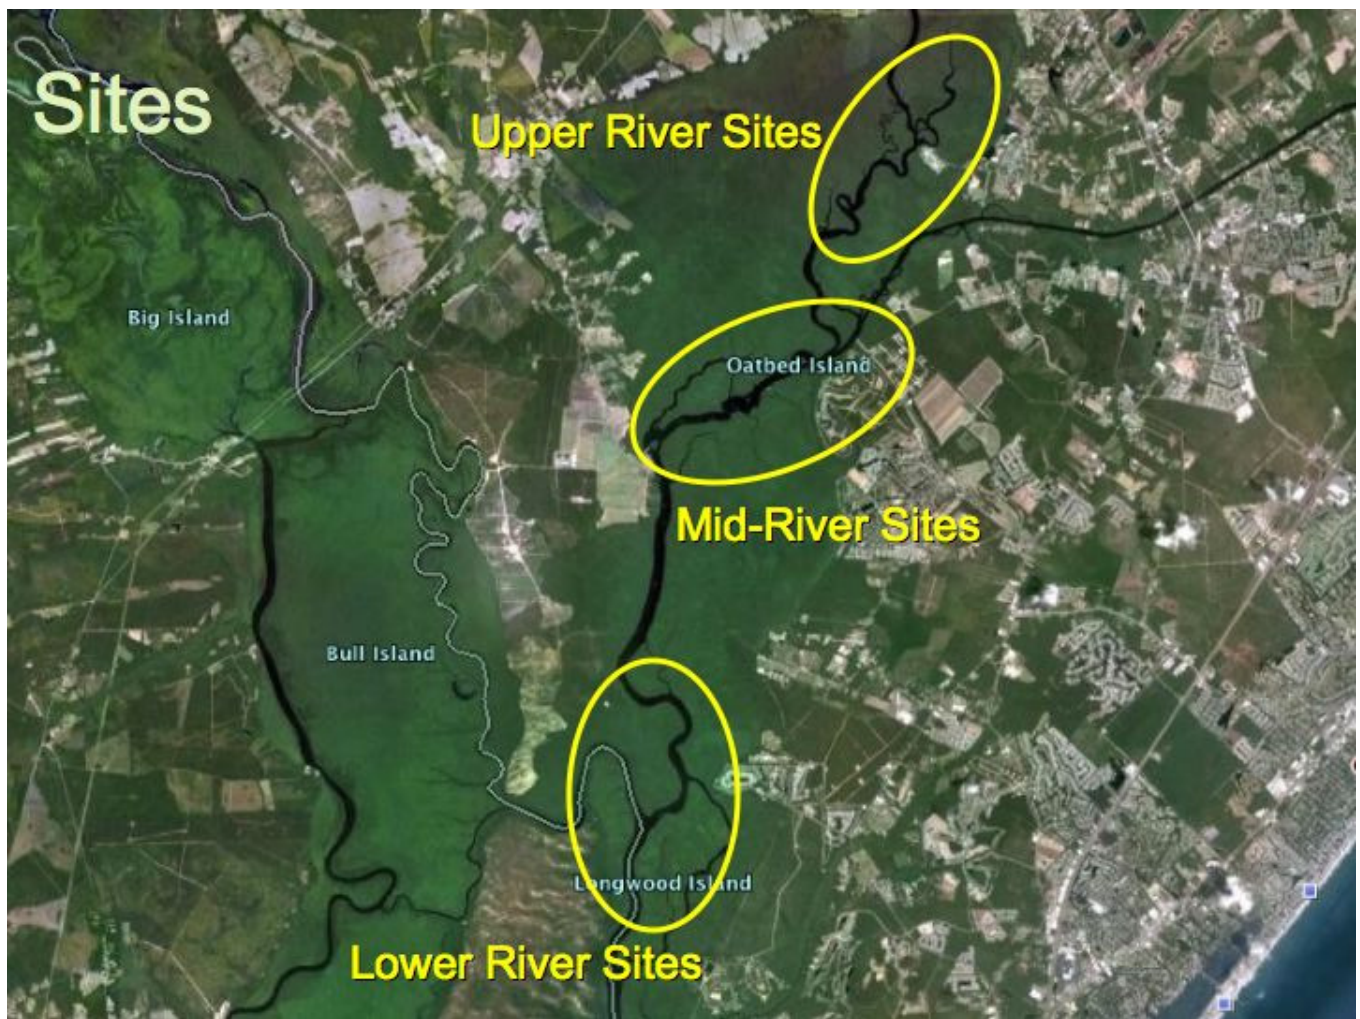 Sites
Upper River Sites
Big Island
Oatbed Island
Mid-River Sites
Bull Island
Longwood Island
Lower River Sites